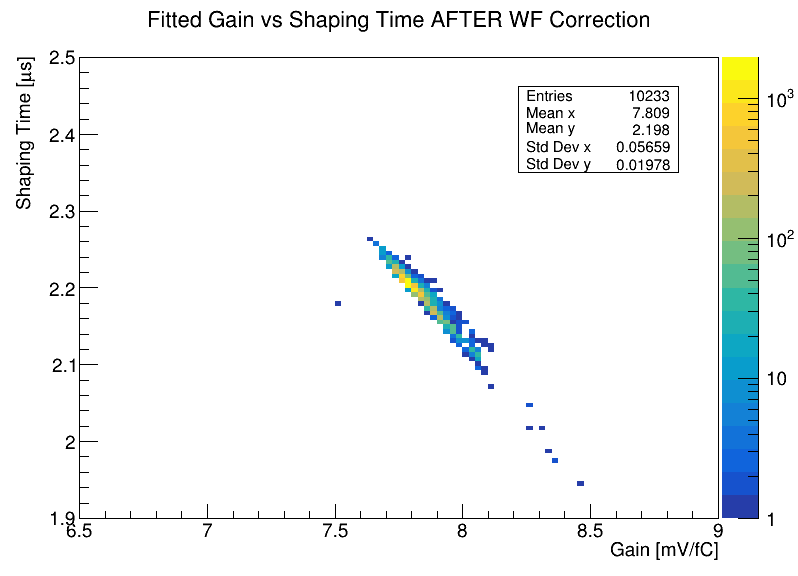 Fitted Gain vs Shaping Time AFTER WF Correction
Shaping Time [μs]
2.5
2.4
2.3
2.2
2.1
2
1.9
Entries 10233
Mean x 7.809
Mean y 2.198
Std Dev x 0.05659
Std Dev y 0.01978
10³
10²
10
1
6.5 7 7.5 8 8.5 9
Gain [mV/fC]